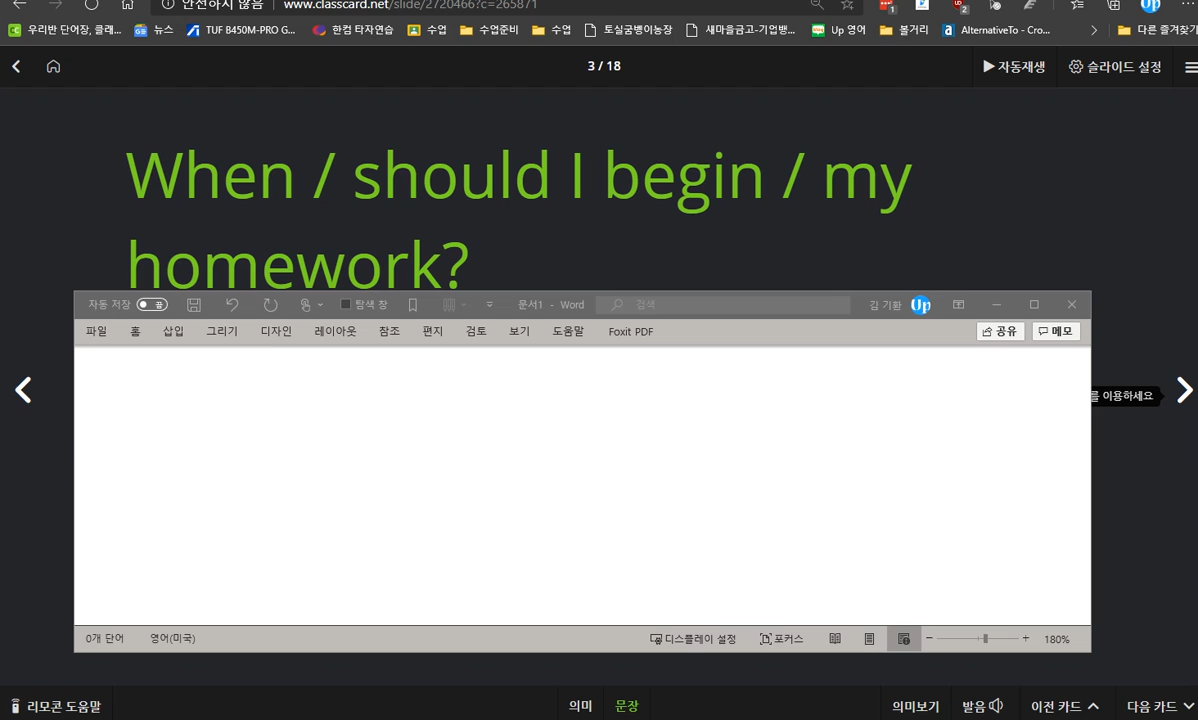 안전하지 않음 | www.classcard.net/slide/2720466?c=265871
우리반 단어장, 클래... 뉴스 TUF B450M-PRO G... 한컴 타자연습 수업 수업준비 수업 토실굼벵이농장 새마을금고-기업뱅... Up 영어 볼거리 AlternativeTo - Cro... 다른 즐겨찾기
3 / 18 자동재생 슬라이드 설정
When / should I begin / my
homework?
자동 저장 끔 탐색 창 문서1 - Word 검색 김 기환 Up
파일 홈 삽입 그리기 디자인 레이아웃 참조 편지 검토 보기 도움말 Foxit PDF 공유 메모
를 이용하세요
0개 단어 영어(미국) 디스플레이 설정 포커스 180%
리모콘 도움말 의미 문장 의미보기 발음 이전 카드 다음 카드